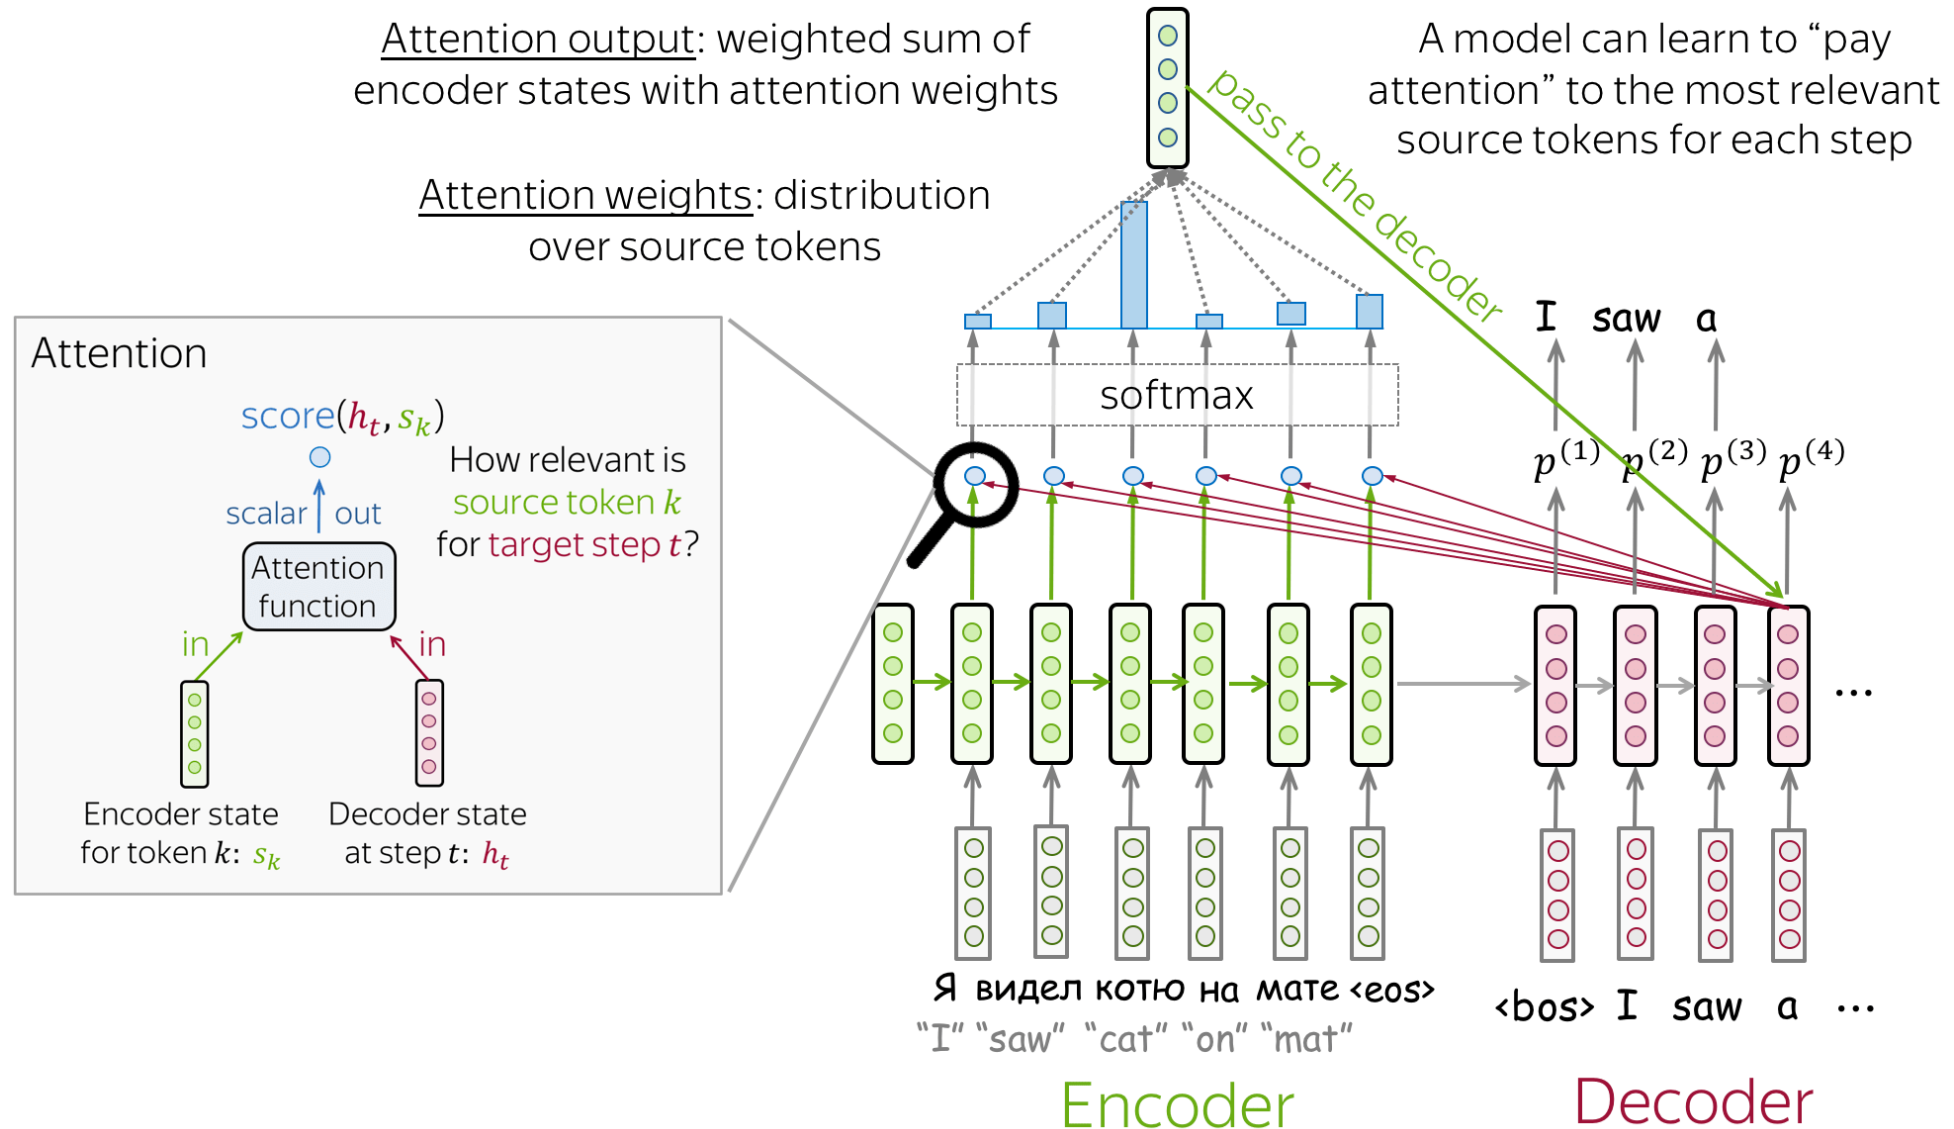 Attention output: weighted sum of
encoder states with attention weights
A model can learn to “pay
attention” to the most relevant
source tokens for each step
pass to the decoder
Attention weights: distribution
over source tokens
I saw a
Attention
softmax
score(hₜ, sₖ)
How relevant is
source token k
for target step t?
p⁽¹⁾ p⁽²⁾ p⁽³⁾ p⁽⁴⁾
scalar out
Attention
function
in in
Encoder state
for token k: sₖ
Decoder state
at step t: hₜ
...
Я видел котю на мате <eos>
“I” “saw” “cat” “on” “mat”
<bos> I saw a ...
Encoder
Decoder